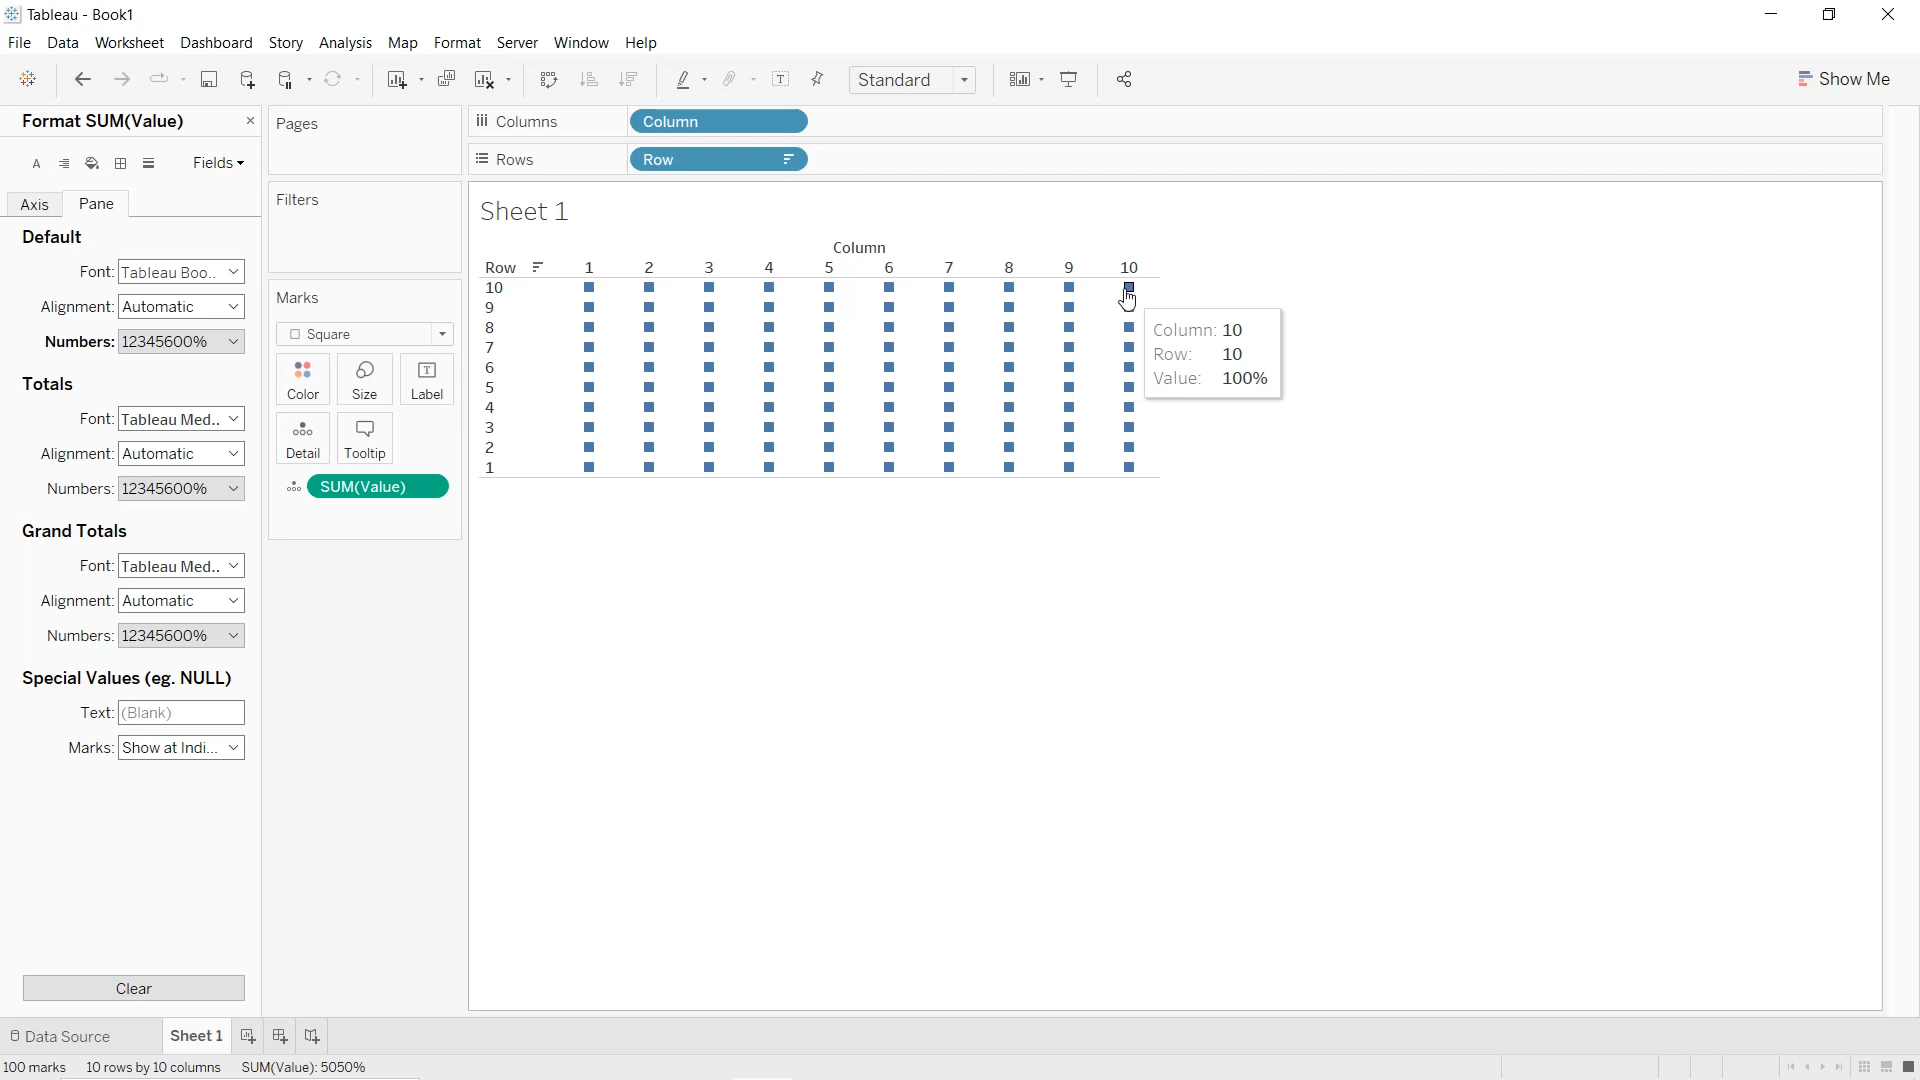 Tableau - Book1
File Data Worksheet Dashboard Story Analysis Map Format Server Window Help
Standard
Show Me
Format SUM(Value)
Fields
Axis Pane
Default
Font: Tableau Boo..
Alignment: Automatic
Numbers: 12345600%
Totals
Font: Tableau Med..
Alignment: Automatic
Numbers: 12345600%
Grand Totals
Font: Tableau Med..
Alignment: Automatic
Numbers: 12345600%
Special Values (eg. NULL)
Text: (Blank)
Marks: Show at Indi...
Clear
Pages
Filters
Marks
Square
Color Size Label
Detail Tooltip
SUM(Value)
Columns Column
Rows Row
Sheet 1
Column
Row 1 2 3 4 5 6 7 8 9 10
10
9
8
7
6
5
4
3
2
1
Column: 10
Row: 10
Value: 100%
Data Source Sheet 1
100 marks 10 rows by 10 columns SUM(Value): 5050%